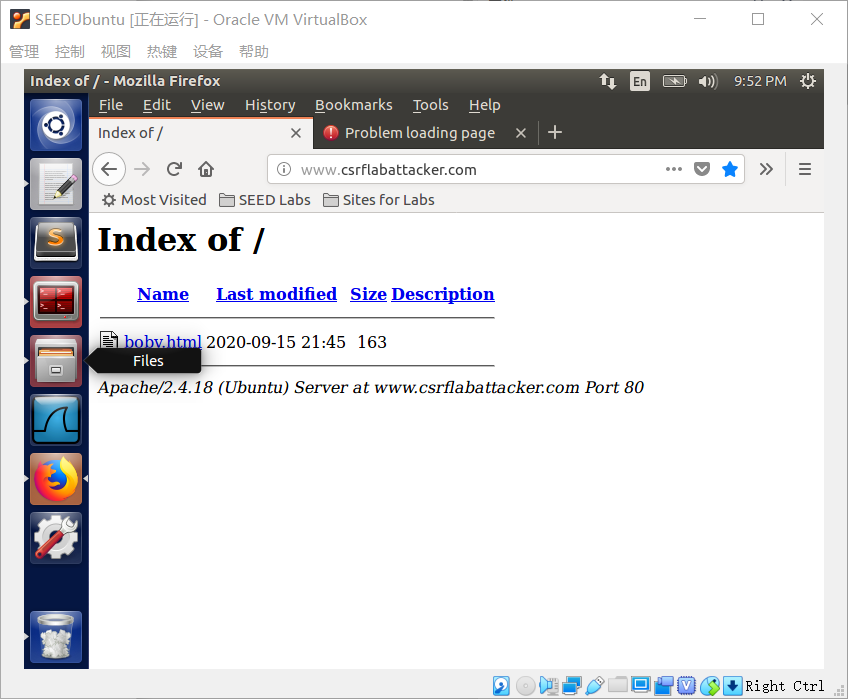 SEEDUbuntu [正在运行] - Oracle VM VirtualBox
管理 控制 视图 热键 设备 帮助
Index of / - Mozilla Firefox En 9:52 PM
File Edit View History Bookmarks Tools Help
Index of / Problem loading page
www.csrflabattacker.com
Most Visited SEED Labs Sites for Labs
Index of /
Name Last modified Size Description
boby.html 2020-09-15 21:45 163
Files
Apache/2.4.18 (Ubuntu) Server at www.csrflabattacker.com Port 80
Right Ctrl